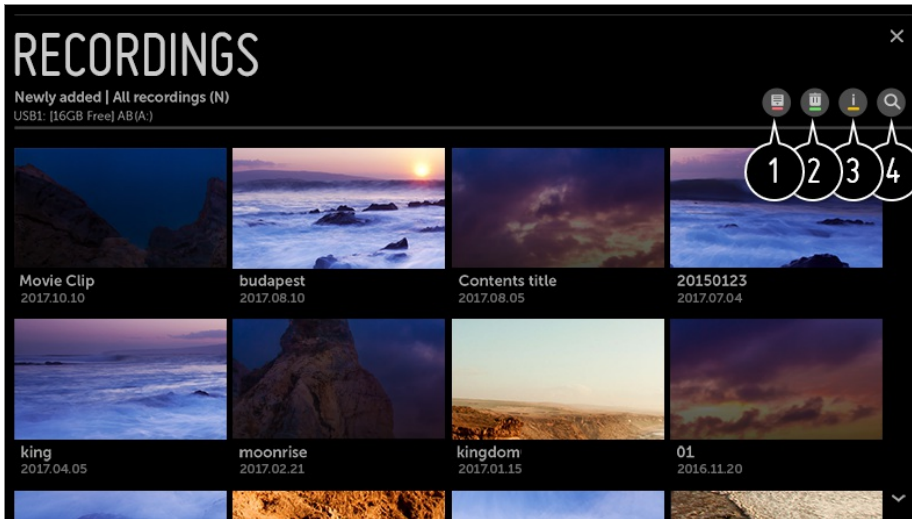 RECORDINGS
Newly added | All recordings (N)
USB1: [16GB Free] AB(A:)
i
1 2 3 4
Movie Clip
2017.10.10
budapest
2017.08.10
Contents title
2017.08.05
20150123
2017.07.04
king
2017.04.05
moonrise
2017.02.21
kingdom
2017.01.15
01
2016.11.20